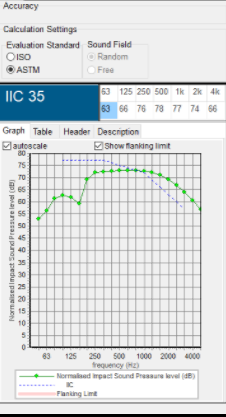 Accuracy
Calculation Settings
Evaluation Standard Sound Field
ISO Random
ASTM Free
IIC 35
63 125 250 500 1k 2k 4k
63 66 76 78 77 74 66
Graph Table Header Description
autoscale Show flanking limit
Normalised Impact Sound Pressure level (dB)
80
75
70
65
60
55
50
45
40
35
30
25
20
15
10
5
0
63 125 250 500 1000 2000 4000
frequency (Hz)
Normalised Impact Sound Pressure level (dB)
IIC
Flanking Limit